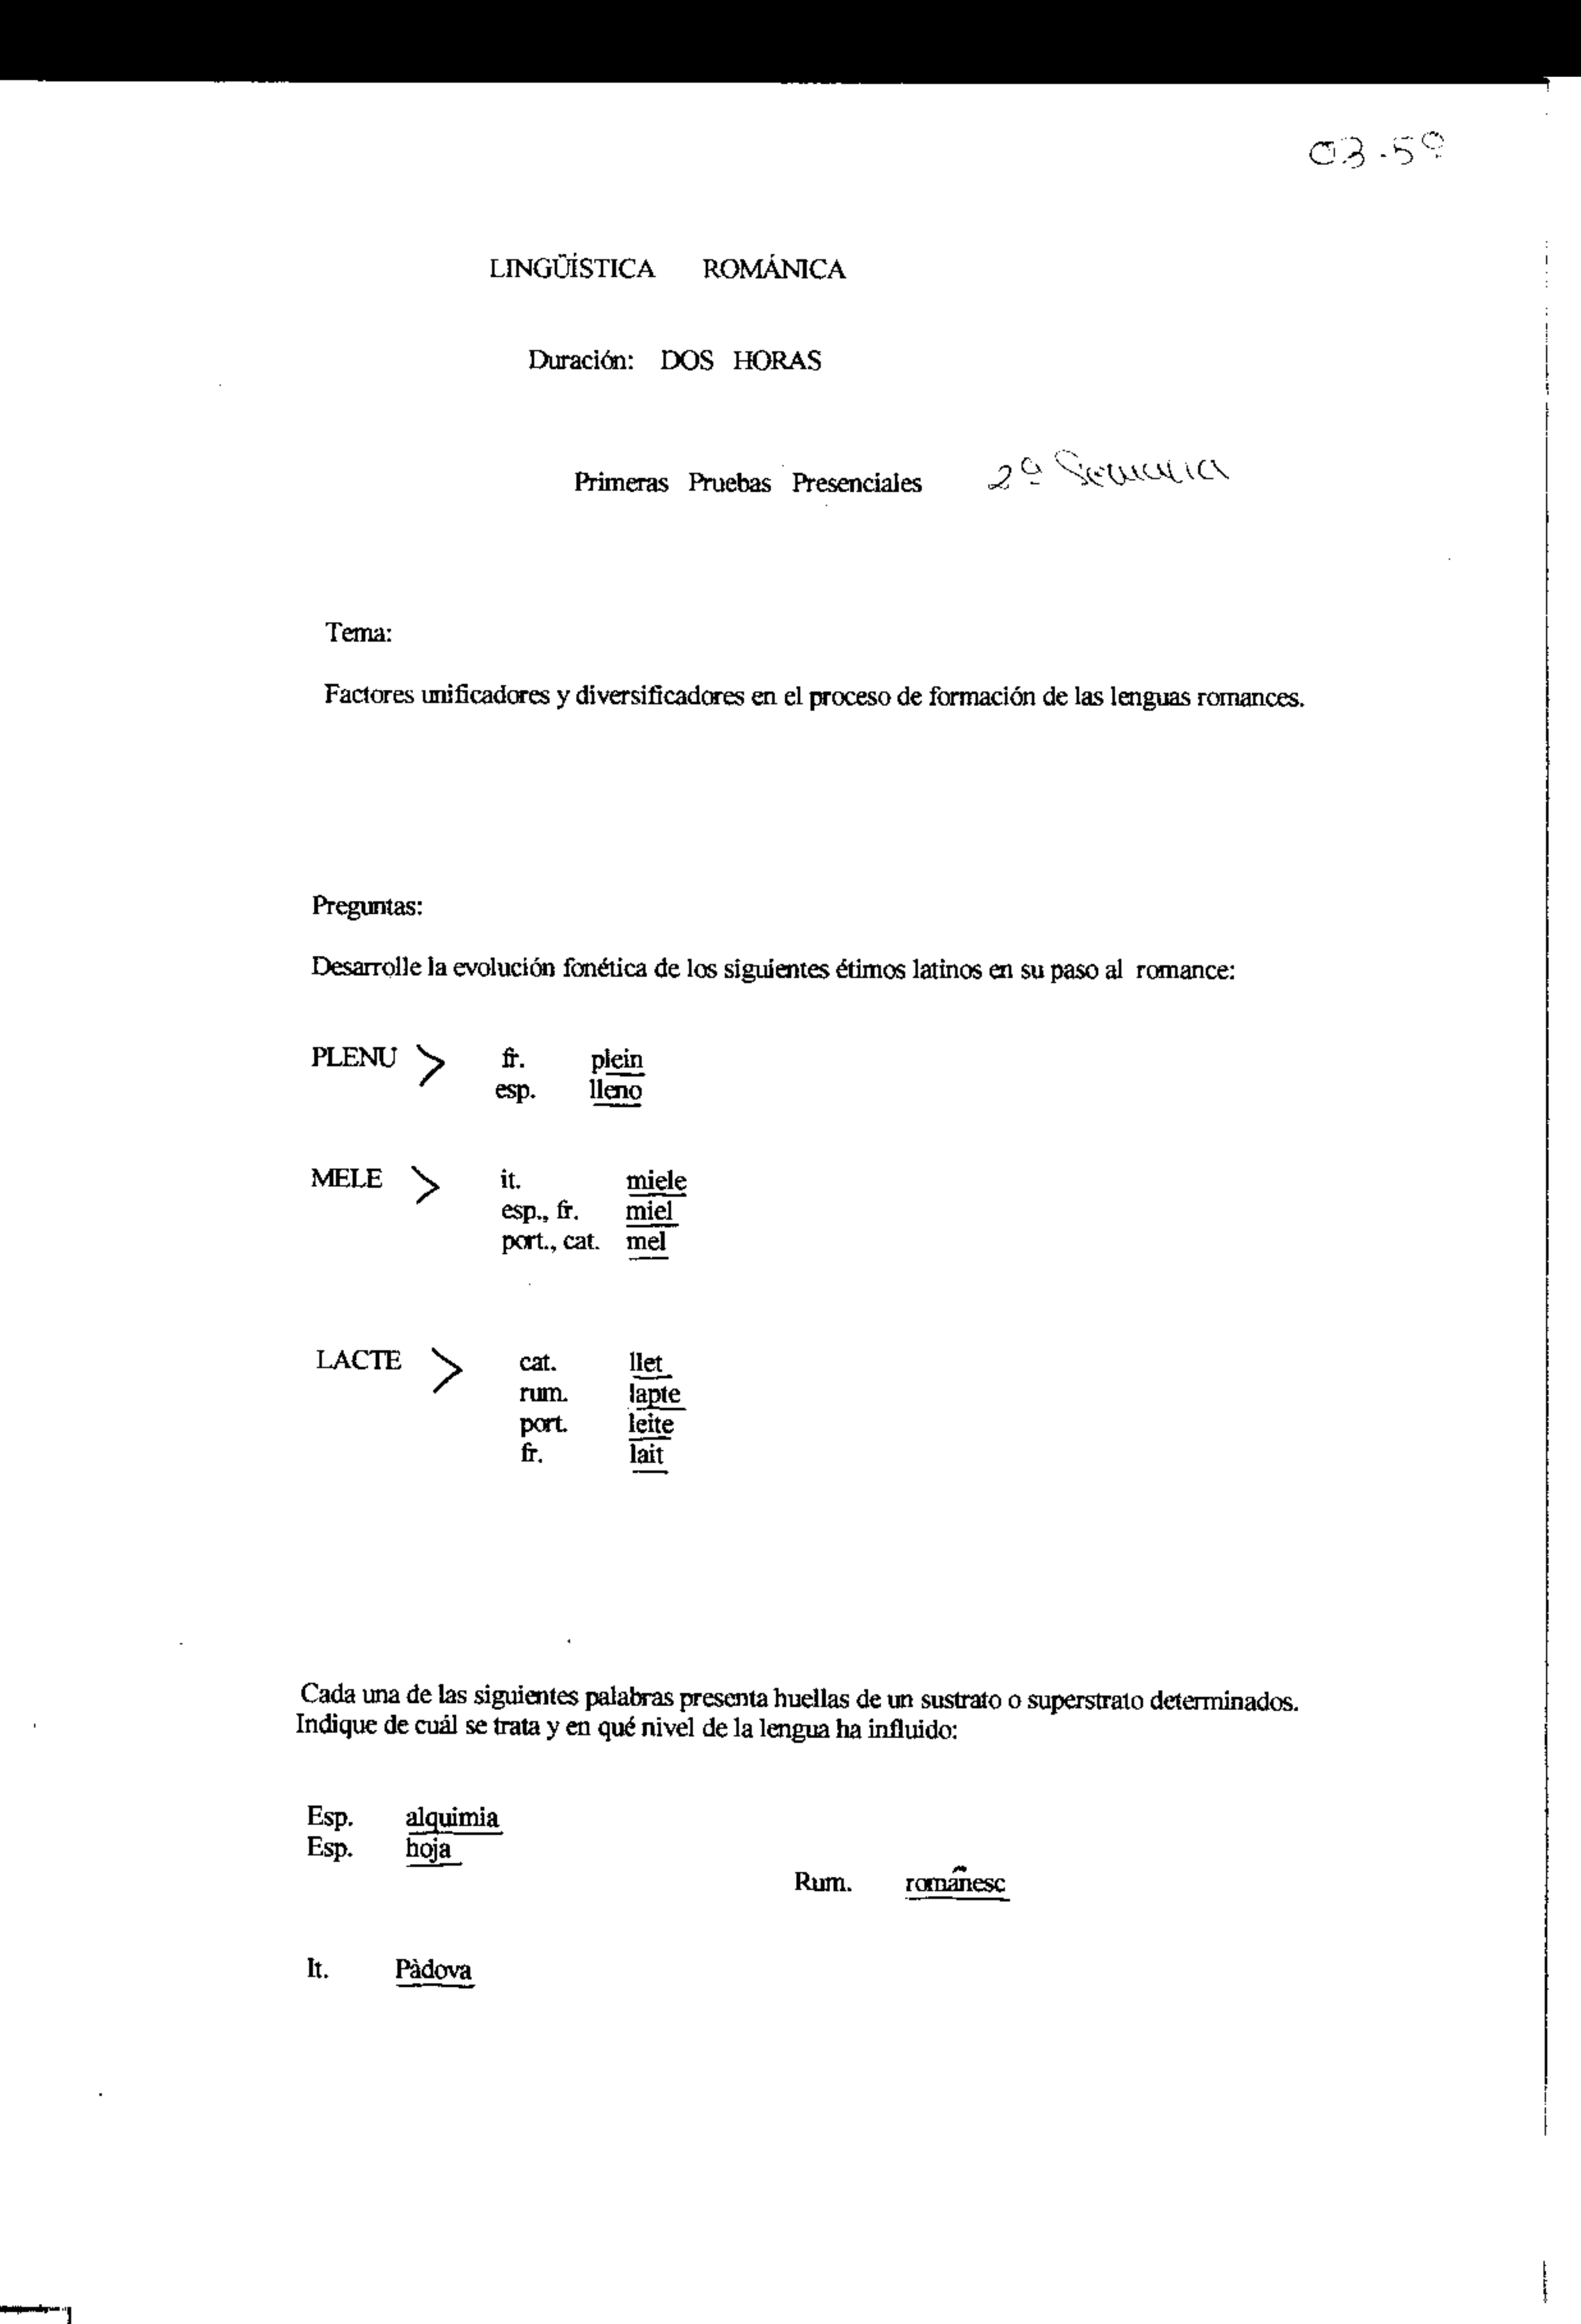 03.5º
LINGÜÍSTICA ROMÁNICA
Duración: DOS HORAS
Primeras Pruebas Presenciales 2ª Semana
Tema:
Factores unificadores y diversificadores en el proceso de formación de las lenguas romances.
Preguntas:
Desarrolle la evolución fonética de los siguientes étimos latinos en su paso al romance:
PLENU > fr. plein
esp. lleno
MELE > it. miele
esp., fr. miel
port., cat. mel
LACTE > cat. llet
rum. lapte
port. leite
fr. lait
Cada una de las siguientes palabras presenta huellas de un sustrato o superstrato determinados.
Indique de cuál se trata y en qué nivel de la lengua ha influido:
Esp. alquimia
Esp. hoja
Rum. românesc
It. Pàdova